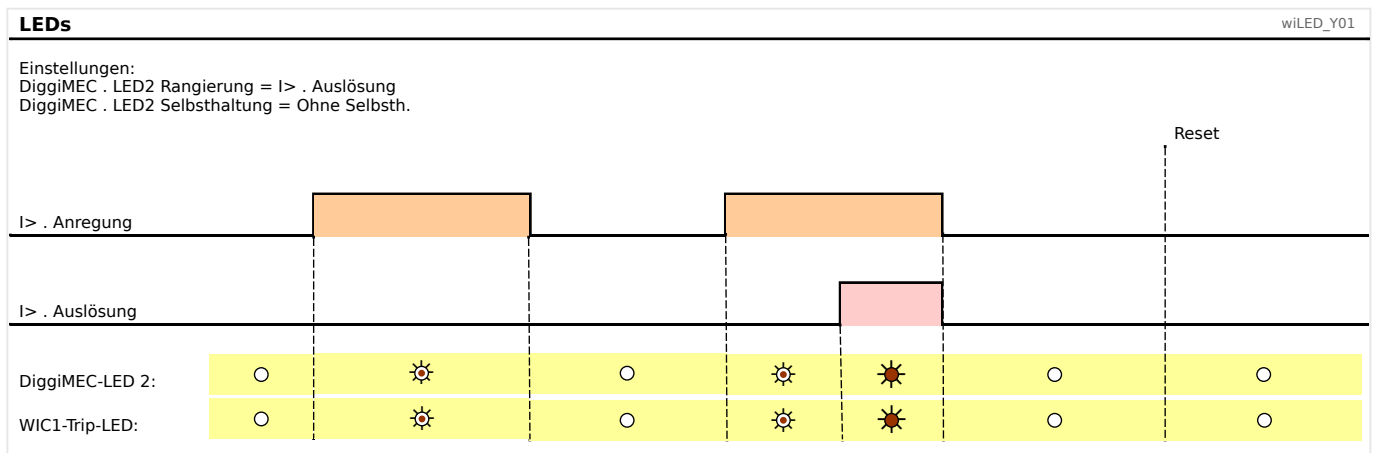 LEDs
wiLED_Y01
Einstellungen:
DiggiMEC . LED2 Rangierung = I> . Auslösung
DiggiMEC . LED2 Selbsthaltung = Ohne Selbsth.
Reset
I> . Anregung
I> . Auslösung
DiggiMEC-LED 2:
WIC1-Trip-LED: